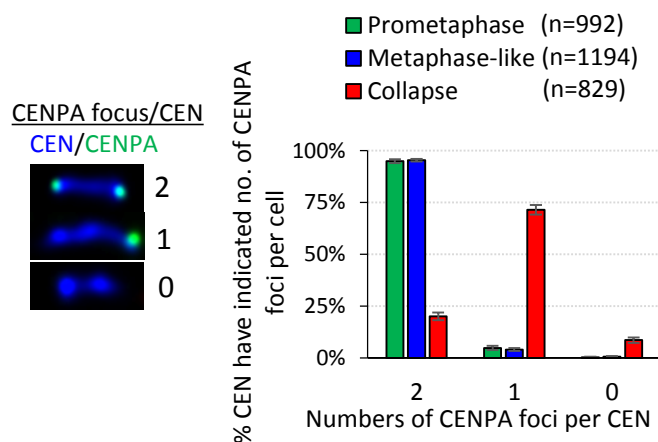 Prometaphase (n=992)
Metaphase-like (n=1194)
Collapse (n=829)
CENPA focus/CEN
CEN/CENPA
2
1
0
% CEN have indicated no. of CENPA
foci per cell
100%
75%
50%
25%
0%
2 1 0
Numbers of CENPA foci per CEN